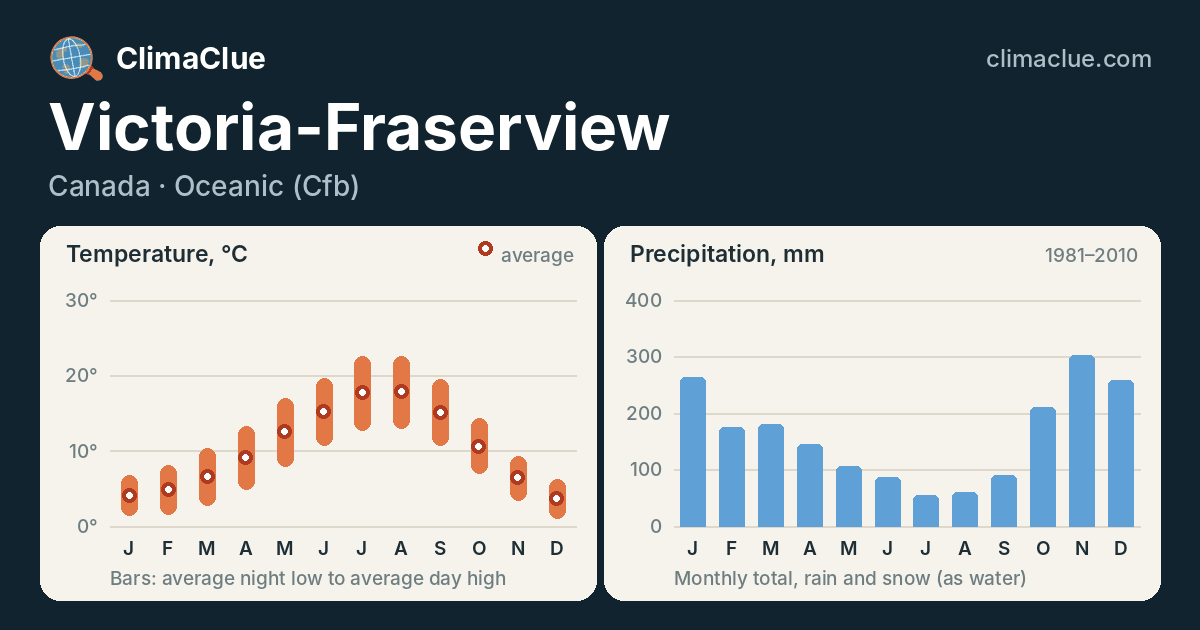 ClimaClue
climaclue.com
Victoria-Fraserview
Canada · Oceanic (Cfb)
Temperature, °C
average
30°
20°
10°
0°
J F M A M J J A S O N D
Bars: average night low to average day high
Precipitation, mm
1981–2010
400
300
200
100
0
J F M A M J J A S O N D
Monthly total, rain and snow (as water)